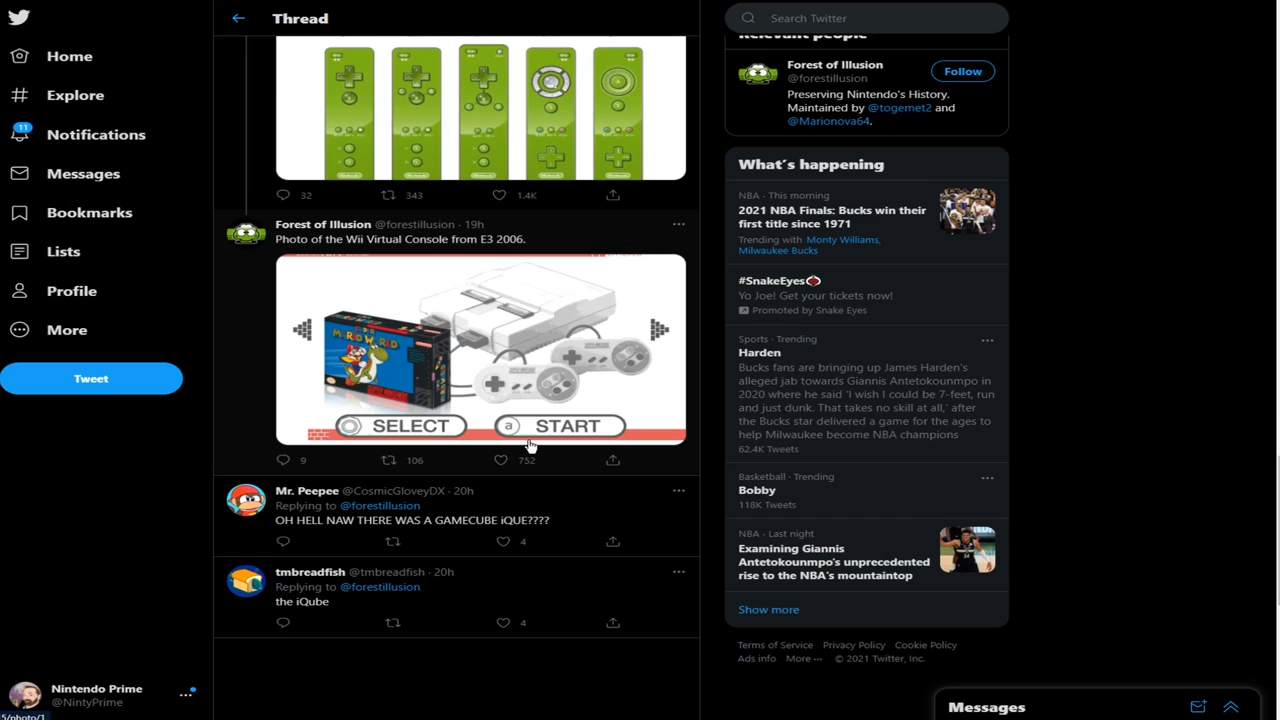 Thread
Search Twitter
Home
Explore
11
Notifications
Messages
Bookmarks
Lists
Profile
More
Tweet
Nintendo Prime
@NintyPrime
5/photo/1
32
343
1.4K
Forest of Illusion @forestillusion · 19h
Photo of the Wii Virtual Console from E3 2006.
MARIO WORLD
SELECT
a START
9
106
752
Mr. Peepee @CosmicGloveyDX · 20h
Replying to @forestillusion
OH HELL NAW THERE WAS A GAMECUBE iQUE????
4
tmbreadfish @tmbreadfish · 20h
Replying to @forestillusion
the iQube
4
Relevant people
Forest of Illusion
@forestillusion
Follow
Preserving Nintendo's History.
Maintained by @togemet2 and
@Marionova64.
What's happening
NBA · This morning
2021 NBA Finals: Bucks win their
first title since 1971
Trending with Monty Williams,
Milwaukee Bucks
#SnakeEyes
Yo Joe! Get your tickets now!
Promoted by Snake Eyes
Sports · Trending
Harden
Bucks fans are bringing up James Harden's
alleged jab towards Giannis Antetokounmpo in
2020 where he said 'I wish I could be 7-feet, run
and just dunk. That takes no skill at all,' after
the Bucks star delivered a game for the ages to
help Milwaukee become NBA champions
62.4K Tweets
Basketball · Trending
Bobby
118K Tweets
NBA · Last night
Examining Giannis
Antetokounmpo's unprecedented
rise to the NBA's mountaintop
Show more
Terms of Service Privacy Policy Cookie Policy
Ads info More ··· © 2021 Twitter, Inc.
Messages